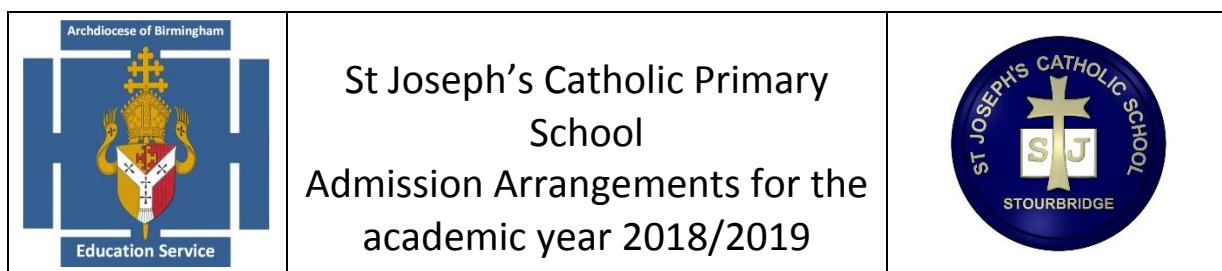 Archdiocese of Birmingham
Education Service
St Joseph’s Catholic Primary
School
Admission Arrangements for the
academic year 2018/2019
ST JOSEPH'S CATHOLIC SCHOOL
S J
STOURBRIDGE